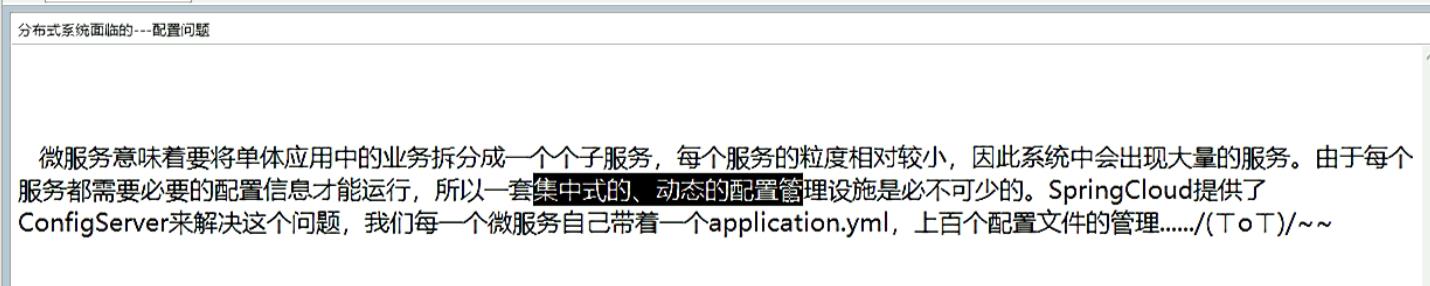 分布式系统面临的---配置问题
微服务意味着要将单体应用中的业务拆分成一个个子服务，每个服务的粒度相对较小，因此系统中会出现大量的服务。由于每个
服务都需要必要的配置信息才能运行，所以一套集中式的、动态的配置管理设施是必不可少的。SpringCloud提供了
ConfigServer来解决这个问题，我们每一个微服务自己带着一个application.yml，上百个配置文件的管理....../(ㄒoㄒ)/~~